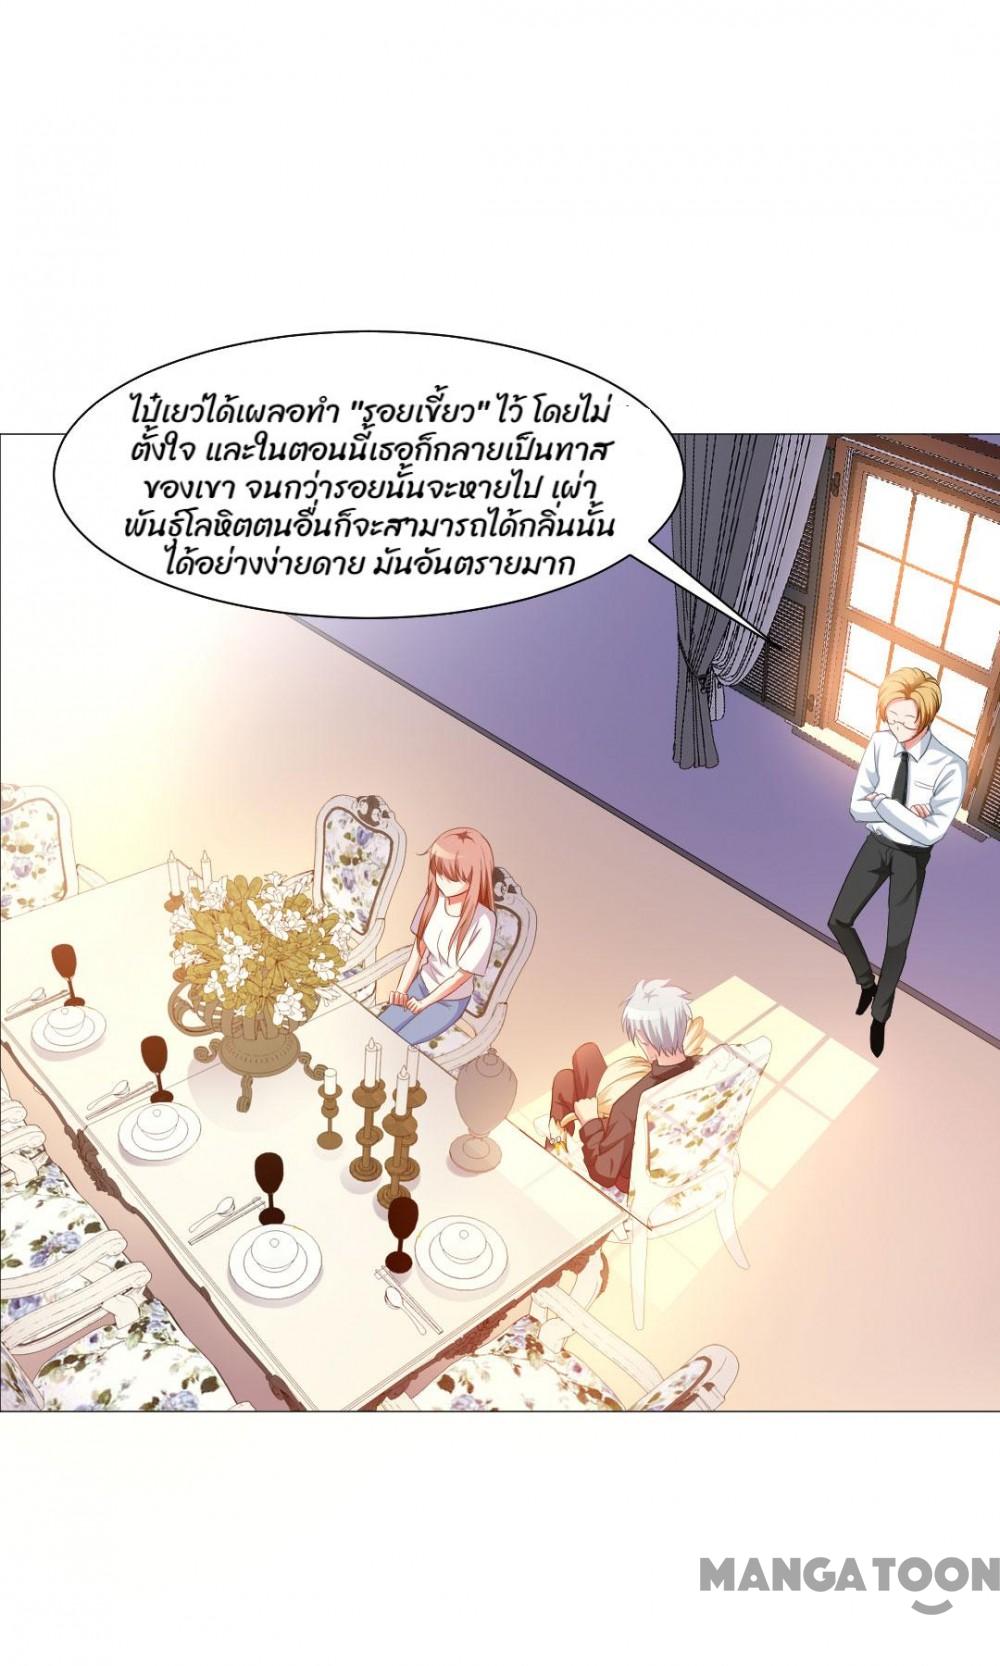 ไป๋เยว่ได้เผลอทำ "รอยเขี้ยว" ไว้ โดยไม่
ตั้งใจ และในตอนนี้เธอก็กลายเป็นทาส
ของเขา จนกว่ารอยนั้นจะหายไป เผ่า
พันธุ์โลหิตตนอื่นก็จะสามารถได้กลิ่นนั้น
ได้อย่างง่ายดาย มันอันตรายมาก
MANGATOON